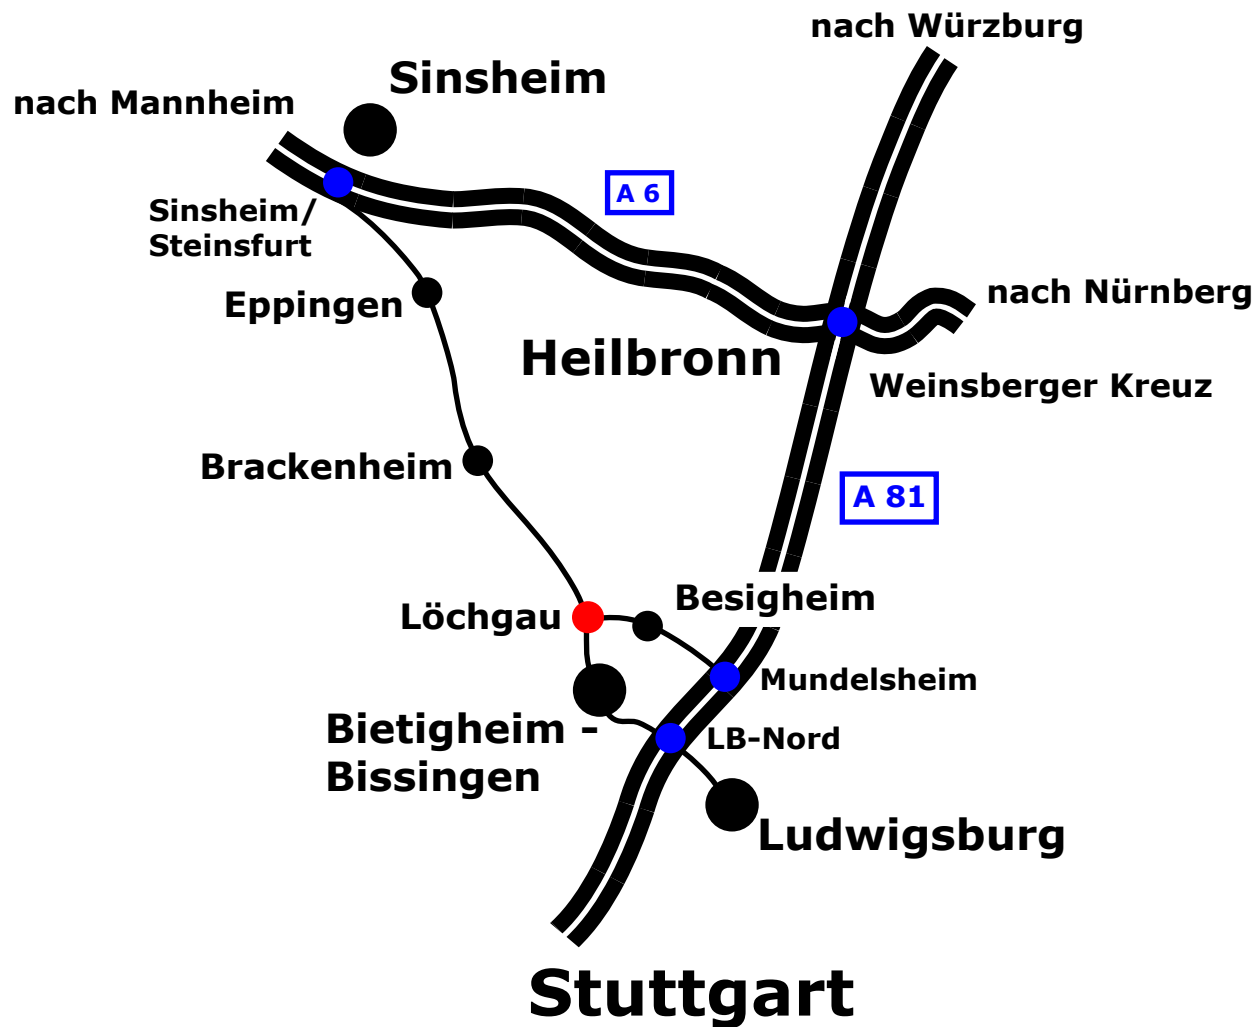 nach Würzburg
Sinsheim
nach Mannheim
A 6
Sinsheim/
Steinsfurt
nach Nürnberg
Eppingen
Heilbronn
Weinsberger Kreuz
Brackenheim
A 81
Besigheim
Löchgau
Mundelsheim
Bietigheim -
Bissingen
LB-Nord
Ludwigsburg
Stuttgart